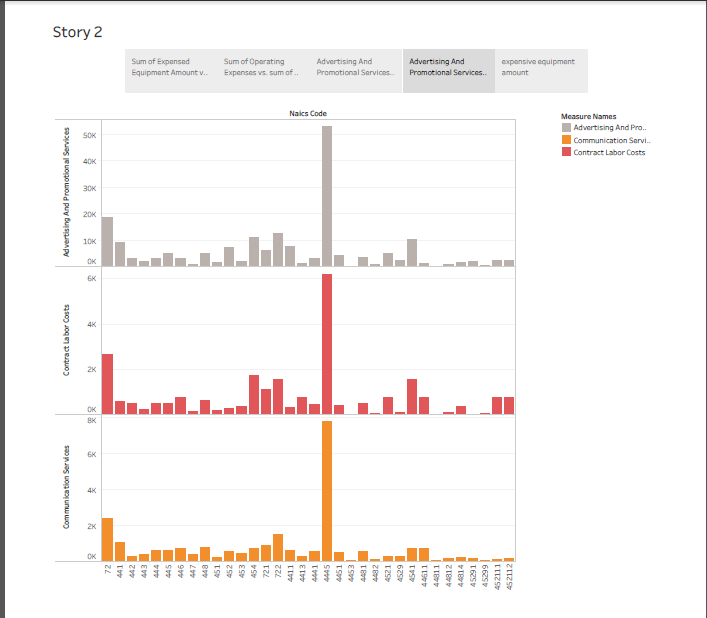 Story 2
Sum of Expensed
Equipment Amount v..
Sum of Operating
Expenses vs. sum of ..
Advertising And
Promotional Services..
Advertising And
Promotional Services..
expensive equipment
amount
Naics Code
Measure Names
Advertising And Pro..
Communication Servi..
Contract Labor Costs
Advertising And Promotional Services
50K
40K
30K
20K
10K
0K
Contract Labor Costs
6K
4K
2K
0K
Communication Services
8K
6K
4K
2K
0K
72 441 442 443 444 445 446 447 448 451 452 453 454 721 722 4411 4413 4441 4445 4451 4453 4481 4482 4521 4529 4541 44611 44811 44812 44814 45291 45299 452111 452112